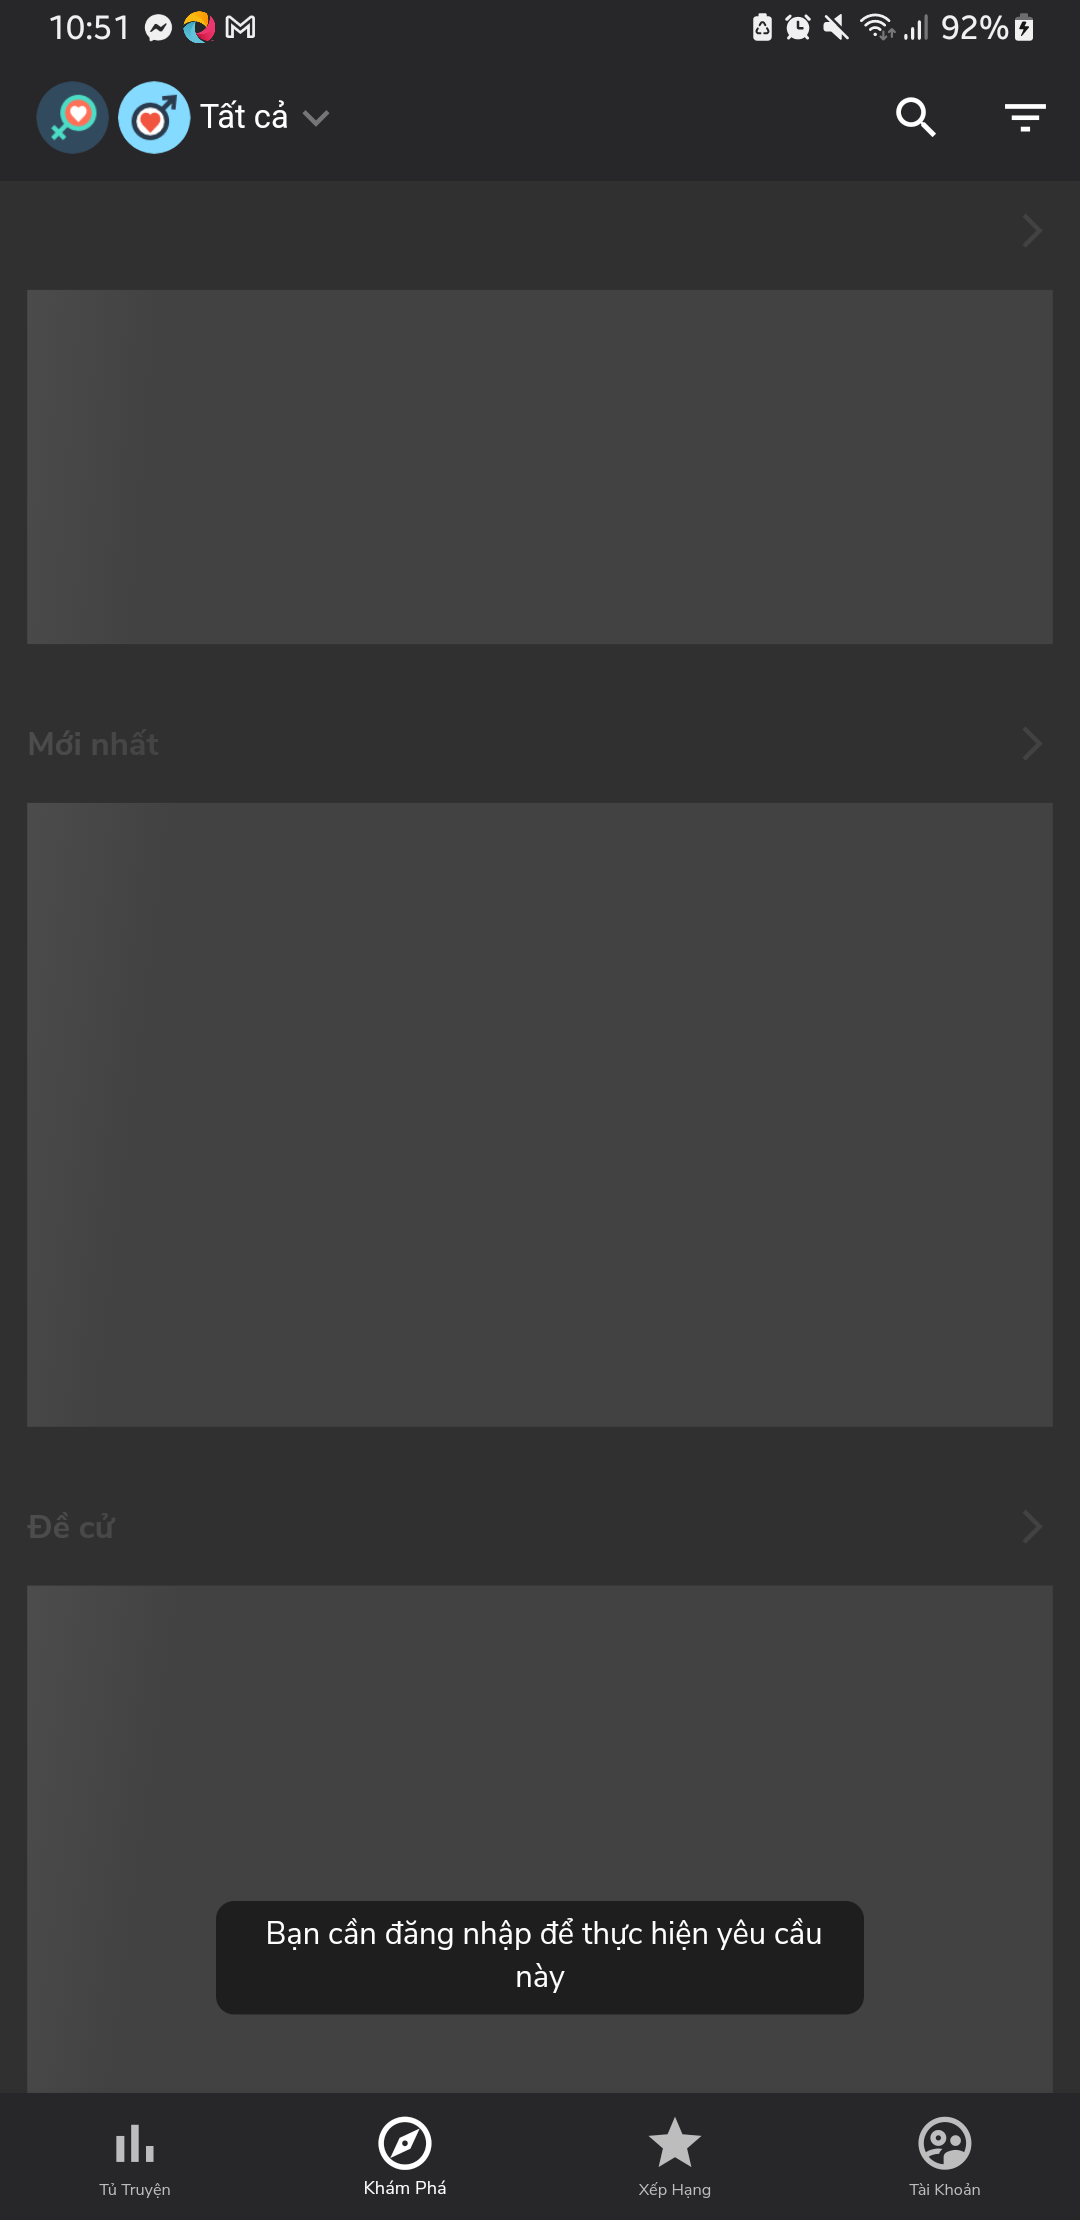 10:51
92%
Tất cả
Mới nhất
Đề cử
Bạn cần đăng nhập để thực hiện yêu cầu
này
Tủ Truyện
Khám Phá
Xếp Hạng
Tài Khoản